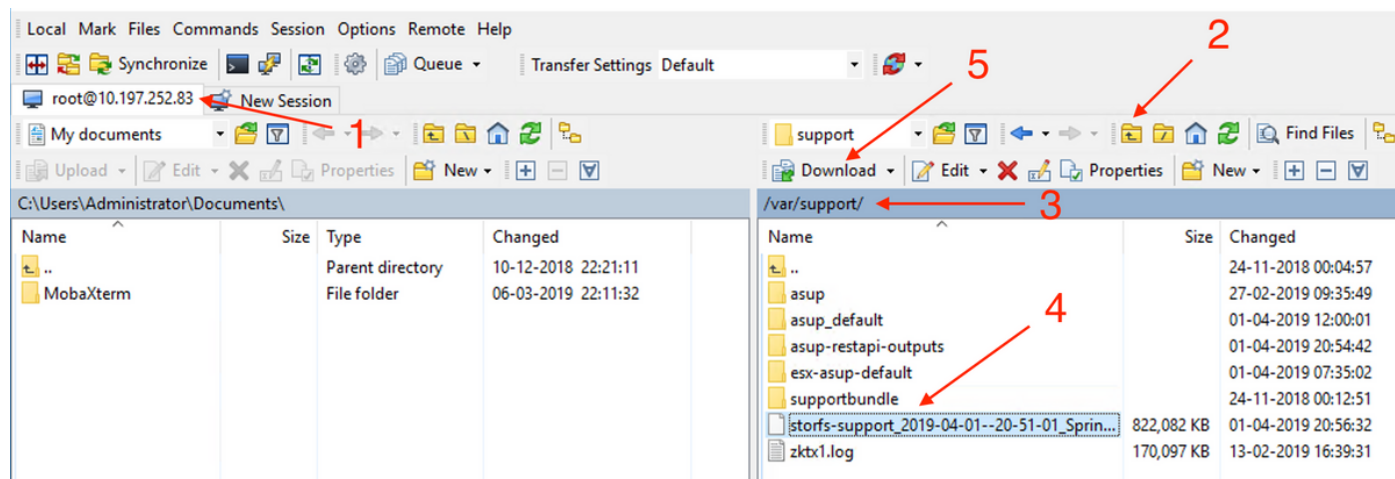 Local Mark Files Commands Session Options Remote Help
2
Synchronize Queue Transfer Settings Default
5
root@10.197.252.83 New Session
1
My documents support Find Files
Upload Edit Properties New Download Edit Properties New
C:\Users\Administrator\Documents\ /var/support/ 3
Name Size Type Changed Name Size Changed
.. Parent directory 10-12-2018 22:21:11 .. 24-11-2018 00:04:57
MobaXterm File folder 06-03-2019 22:11:32 asup 27-02-2019 09:35:49
asup_default 01-04-2019 12:00:01
4
asup-restapi-outputs 01-04-2019 20:54:42
esx-asup-default 01-04-2019 07:35:02
supportbundle 24-11-2018 00:12:51
storfs-support_2019-04-01--20-51-01_Sprin... 822,082 KB 01-04-2019 20:56:32
zktx1.log 170,097 KB 13-02-2019 16:39:31